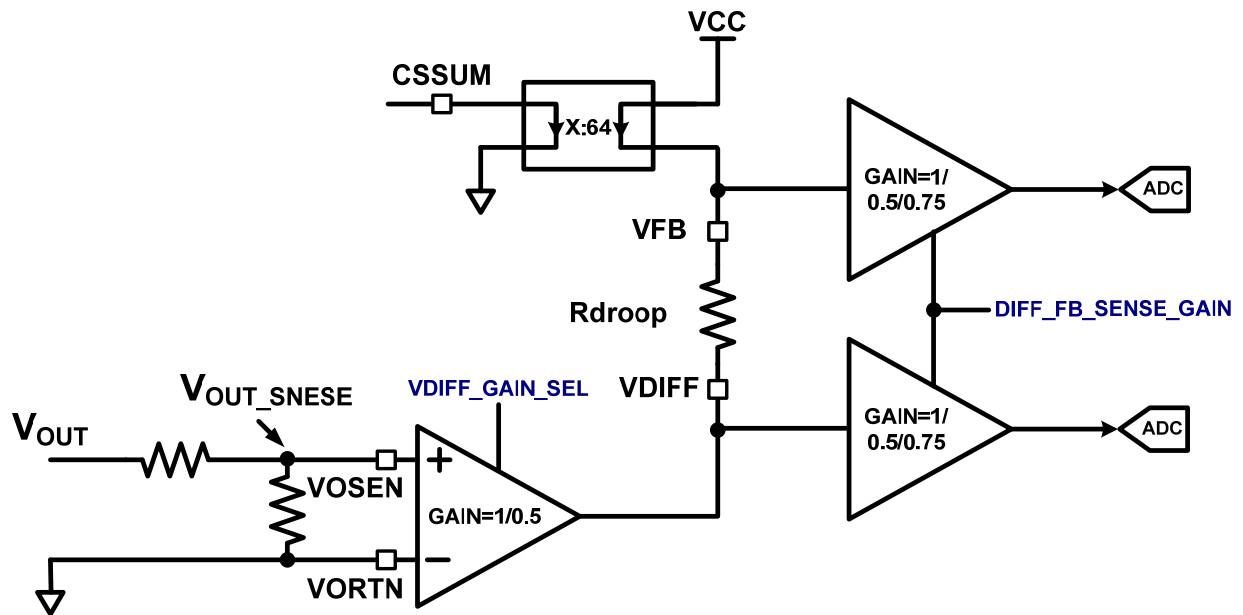 VCC
CSSUM
X:64
GAIN=1/
0.5/0.75
ADC
VFB
Rdroop
DIFF_FB_SENSE_GAIN
VDIFF
VDIFF_GAIN_SEL
VOUT_SNESE
VOUT
GAIN=1/
0.5/0.75
ADC
+
VOSEN
GAIN=1/0.5
−
VORTN